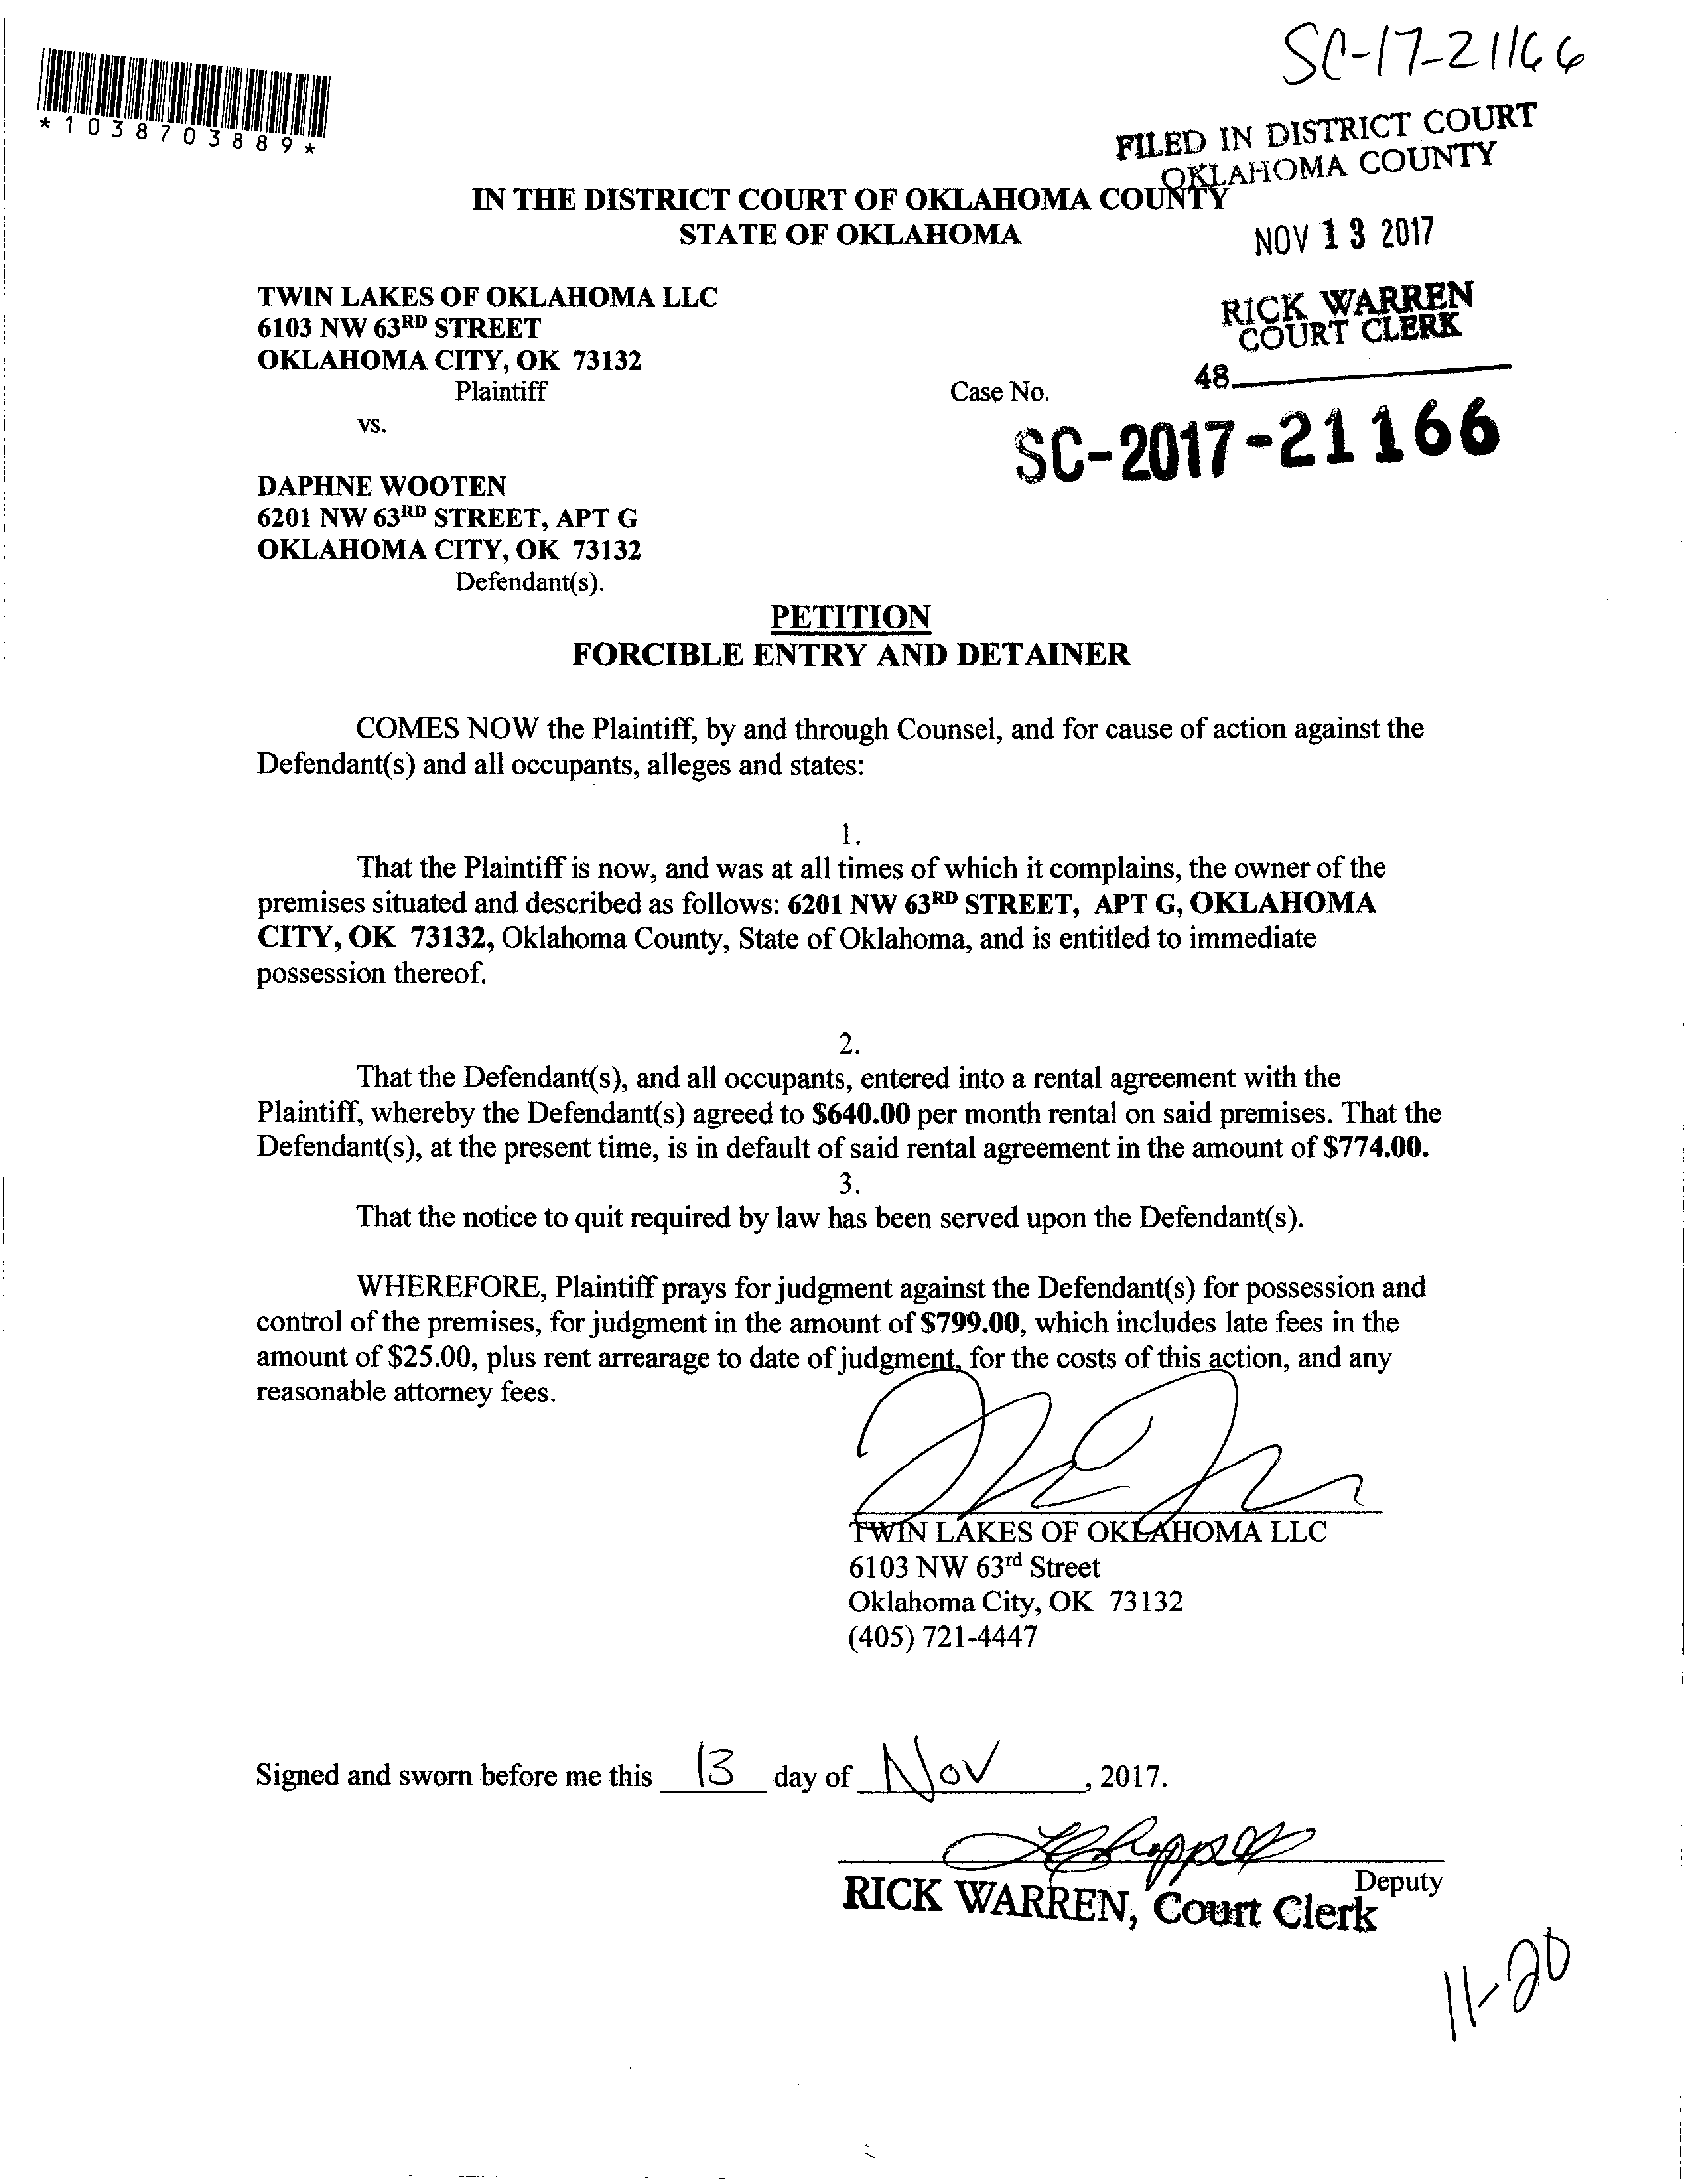 SC-17-21166
*1038703889*
FILED IN DISTRICT COURT
OKLAHOMA COUNTY
IN THE DISTRICT COURT OF OKLAHOMA COUNTY
STATE OF OKLAHOMA
NOV 13 2017
TWIN LAKES OF OKLAHOMA LLC
6103 NW 63RD STREET
OKLAHOMA CITY, OK 73132
Plaintiff
RICK WARREN
COURT CLERK
48
Case No.
vs.
SC-2017-21166
DAPHNE WOOTEN
6201 NW 63RD STREET, APT G
OKLAHOMA CITY, OK 73132
Defendant(s).
PETITION
FORCIBLE ENTRY AND DETAINER
COMES NOW the Plaintiff, by and through Counsel, and for cause of action against the
Defendant(s) and all occupants, alleges and states:
1.
That the Plaintiff is now, and was at all times of which it complains, the owner of the
premises situated and described as follows: 6201 NW 63RD STREET, APT G, OKLAHOMA
CITY, OK 73132, Oklahoma County, State of Oklahoma, and is entitled to immediate
possession thereof.
2.
That the Defendant(s), and all occupants, entered into a rental agreement with the
Plaintiff, whereby the Defendant(s) agreed to $640.00 per month rental on said premises. That the
Defendant(s), at the present time, is in default of said rental agreement in the amount of $774.00.
3.
That the notice to quit required by law has been served upon the Defendant(s).
WHEREFORE, Plaintiff prays for judgment against the Defendant(s) for possession and
control of the premises, for judgment in the amount of $799.00, which includes late fees in the
amount of $25.00, plus rent arrearage to date of judgment, for the costs of this action, and any
reasonable attorney fees.
TWIN LAKES OF OKLAHOMA LLC
6103 NW 63rd Street
Oklahoma City, OK 73132
(405) 721-4447
Signed and sworn before me this 13 day of Nov, 2017.
Deputy
RICK WARREN, Court Clerk
11-20